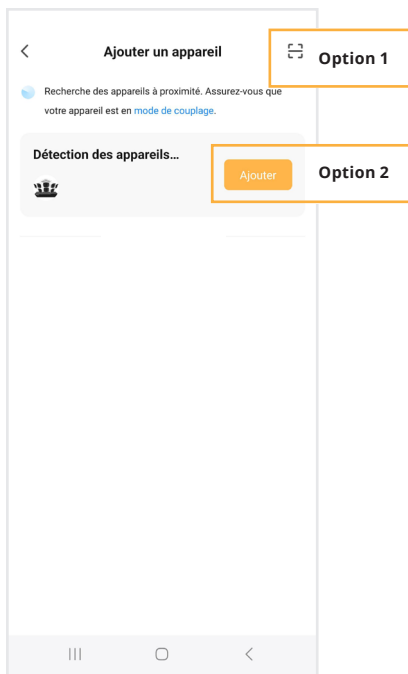 Ajouter un appareil
Option 1
Recherche des appareils à proximité. Assurez-vous que
votre appareil est en mode de couplage.
Détection des appareils...
Ajouter
Option 2